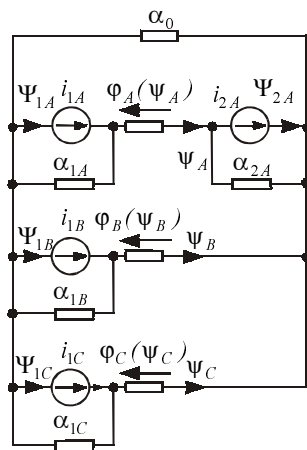 α₀
Ψ₁A i₁A φA(ψA) i₂A Ψ₂A
α₁A ψA α₂A
Ψ₁B i₁B φB(ψB) ψB
α₁B
Ψ₁C i₁C φC(ψC) ψC
α₁C